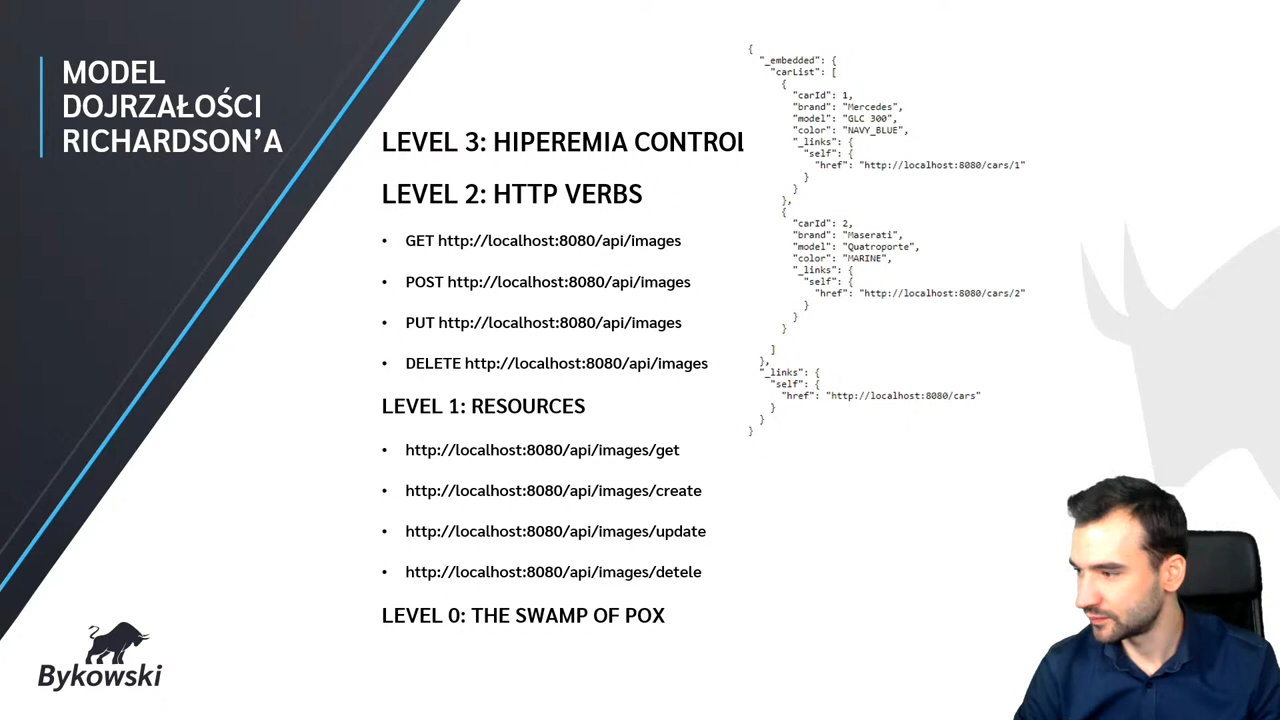 MODEL
DOJRZAŁOŚCI
RICHARDSON'A
LEVEL 3: HIPEREMIA CONTROL
LEVEL 2: HTTP VERBS
• GET http://localhost:8080/api/images
• POST http://localhost:8080/api/images
• PUT http://localhost:8080/api/images
• DELETE http://localhost:8080/api/images
LEVEL 1: RESOURCES
• http://localhost:8080/api/images/get
• http://localhost:8080/api/images/create
• http://localhost:8080/api/images/update
• http://localhost:8080/api/images/detele
LEVEL 0: THE SWAMP OF POX
{
"_embedded": {
"carList": [
{
"carId": 1,
"brand": "Mercedes",
"model": "GLC 300",
"color": "NAVY_BLUE",
"_links": {
"self": {
"href": "http://localhost:8080/cars/1"
}
}
},
{
"carId": 2,
"brand": "Maserati",
"model": "Quatroporte",
"color": "MARINE",
"_links": {
"self": {
"href": "http://localhost:8080/cars/2"
}
}
}
]
},
"_links": {
"self": {
"href": "http://localhost:8080/cars"
}
}
}
Bykowski